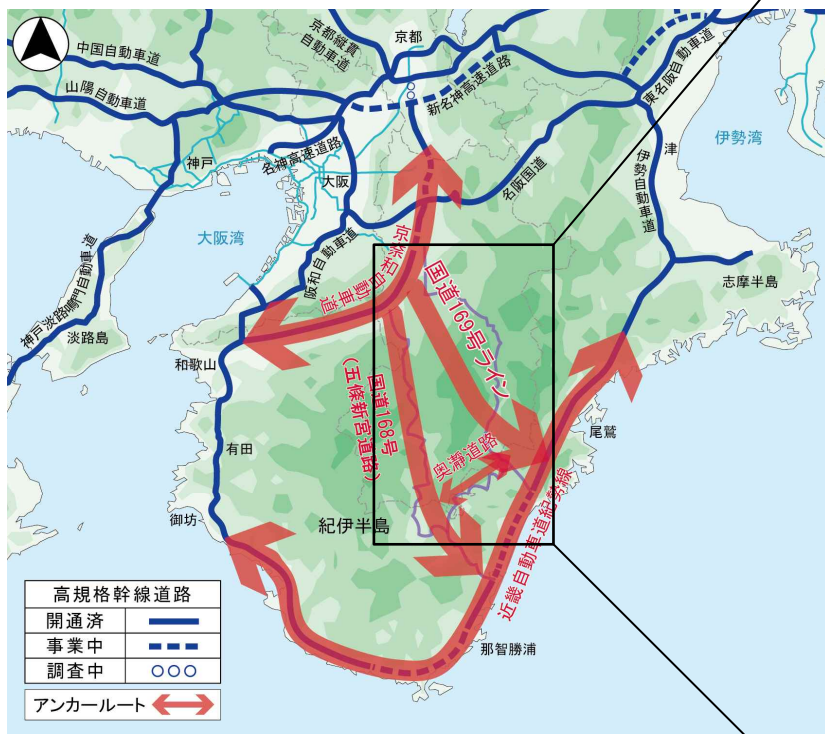 京都縦貫
自動車道
京都
中国自動車道
山陽自動車道
新名神高速道路
東名阪自動車道
名神高速道路
神戸
大阪
名阪国道
津
伊勢湾
伊勢自動車道
大阪湾
阪和自動車道
京奈和自動車道
神戸淡路鳴門自動車道
淡路島
志摩半島
和歌山
国道169号ライン
国道168号
(五條新宮道路)
尾鷲
有田
奥瀞道路
御坊
紀伊半島
近畿自動車道紀勢線
那智勝浦
高規格幹線道路
開通済
事業中
調査中
アンカールート